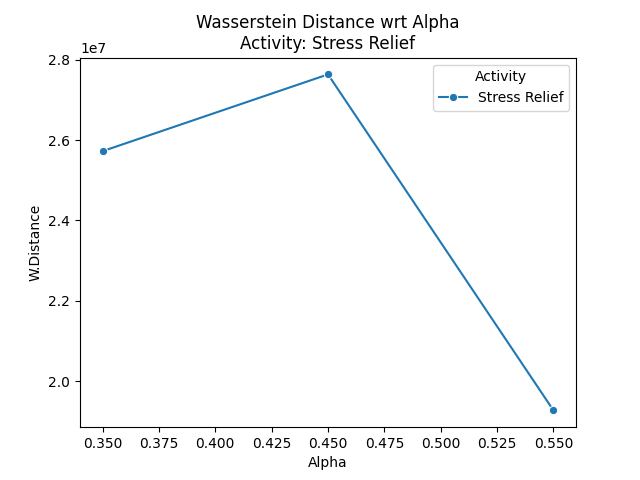 Wasserstein Distance wrt Alpha
Activity: Stress Relief
1e7
2.8
2.6
2.4
2.2
2.0
W.Distance
Activity
Stress Relief
0.350 0.375 0.400 0.425 0.450 0.475 0.500 0.525 0.550
Alpha